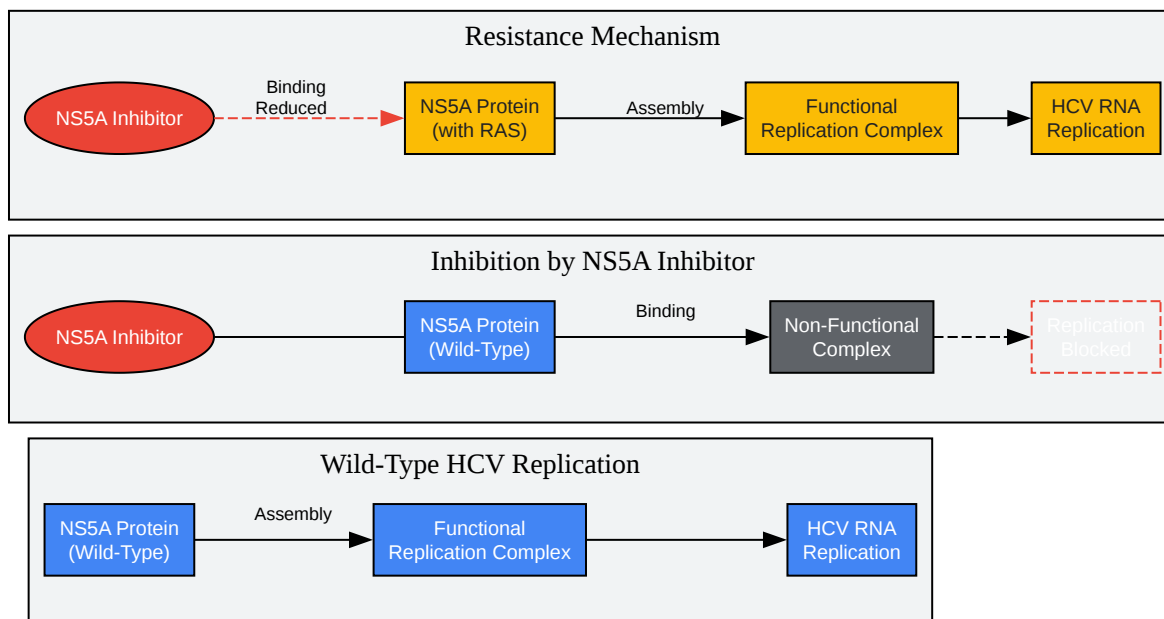 Resistance Mechanism
NS5A Inhibitor
Binding
Reduced
NS5A Protein
(with RAS)
Assembly
Functional
Replication Complex
HCV RNA
Replication
Inhibition by NS5A Inhibitor
NS5A Inhibitor
NS5A Protein
(Wild-Type)
Binding
Non-Functional
Complex
Replication
Blocked
Wild-Type HCV Replication
NS5A Protein
(Wild-Type)
Assembly
Functional
Replication Complex
HCV RNA
Replication